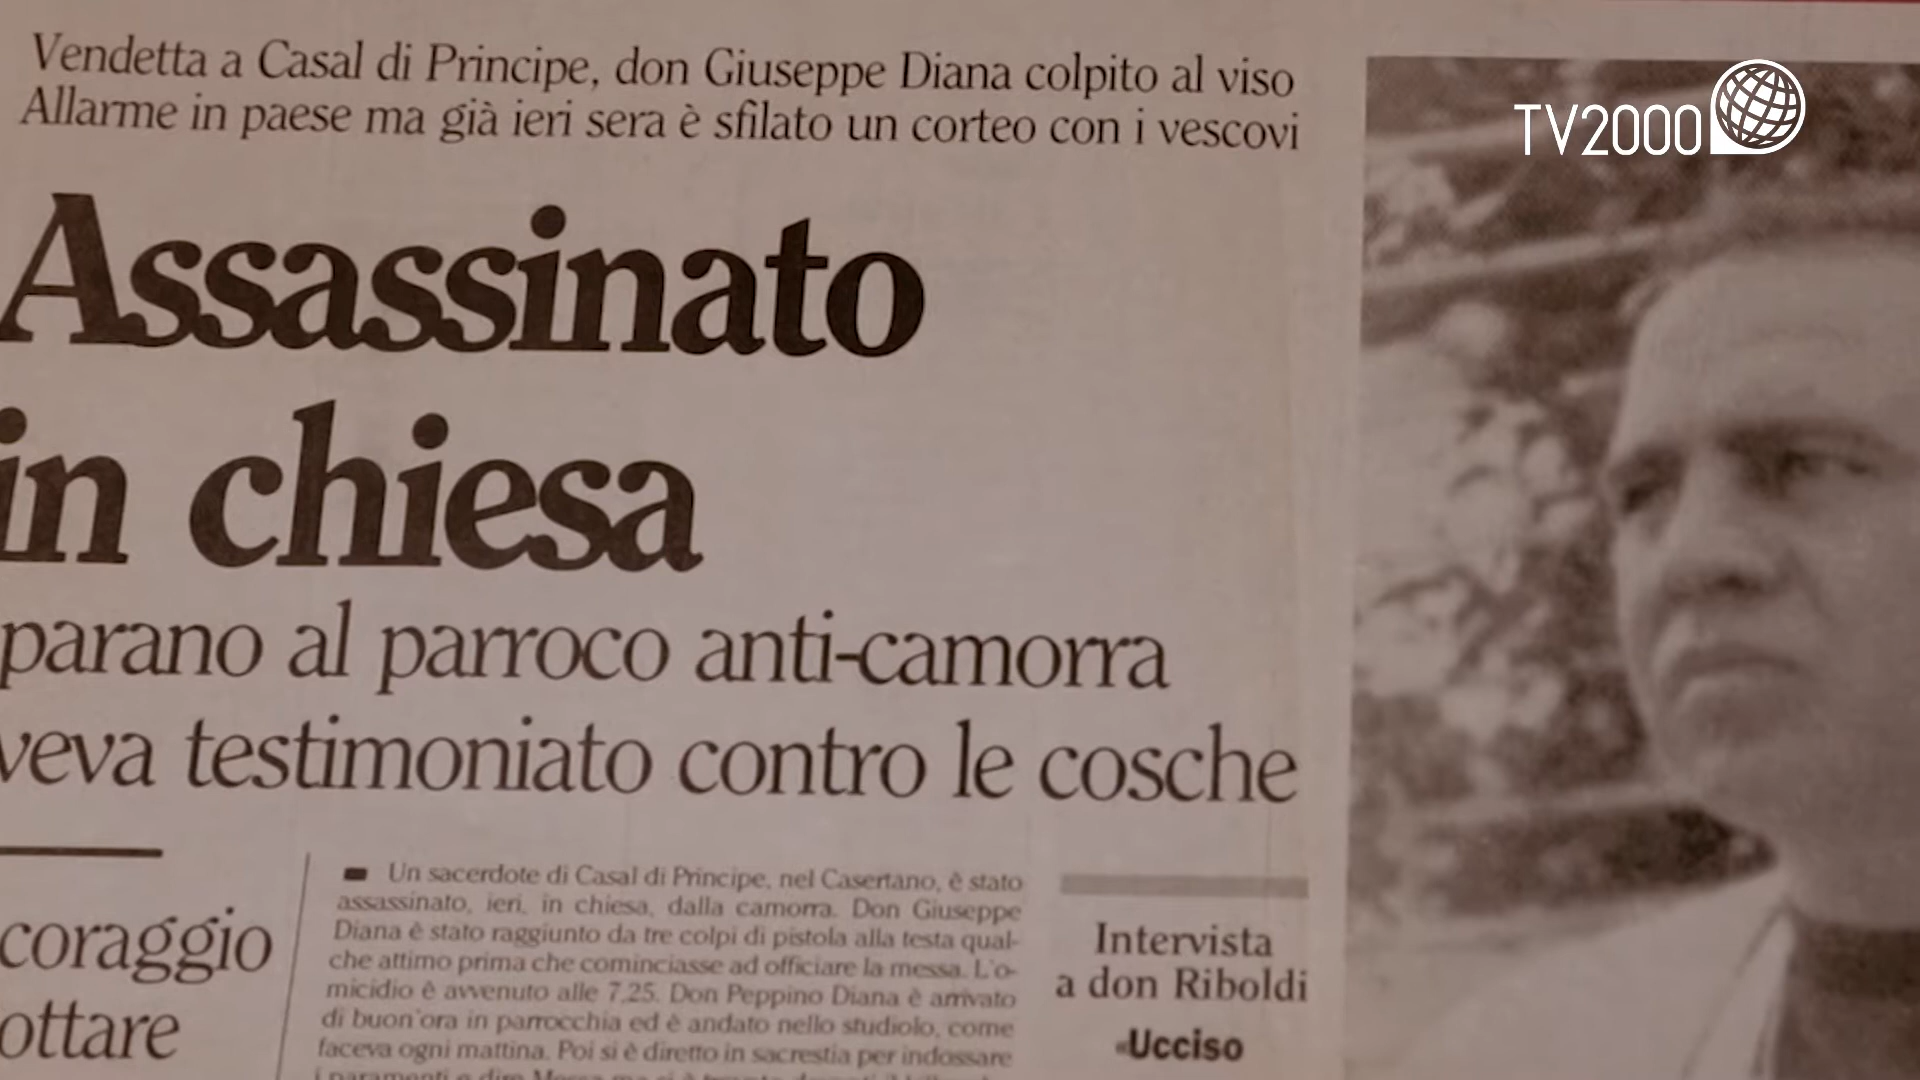 Vendetta a Casal di Principe, don Giuseppe Diana colpito al viso
Allarme in paese ma già ieri sera è sfilato un corteo con i vescovi
TV2000
Assassinato
in chiesa
parano al parroco anti-camorra
veva testimoniato contro le cosche
coraggio
ottare
Un sacerdote di Casal di Principe, nel Casertano, è stato
assassinato, ieri, in chiesa, dalla camorra. Don Giuseppe
Diana è stato raggiunto da tre colpi di pistola alla testa qual-
che attimo prima che cominciasse ad officiare la messa. L'o-
micidio è avvenuto alle 7,25. Don Peppino Diana è arrivato
di buon'ora in parrocchia ed è andato nello studiolo, come
faceva ogni mattina. Poi si è diretto in sacrestia per indossare
i paramenti e dire Messa
Intervista
a don Riboldi
«Ucciso